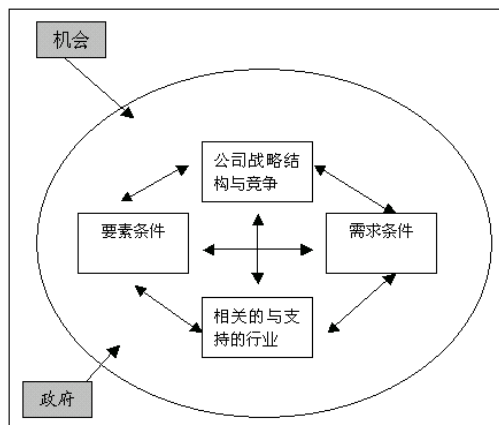 机会
公司战略结
构与竞争
要素条件
需求条件
相关的与支
持的行业
政府